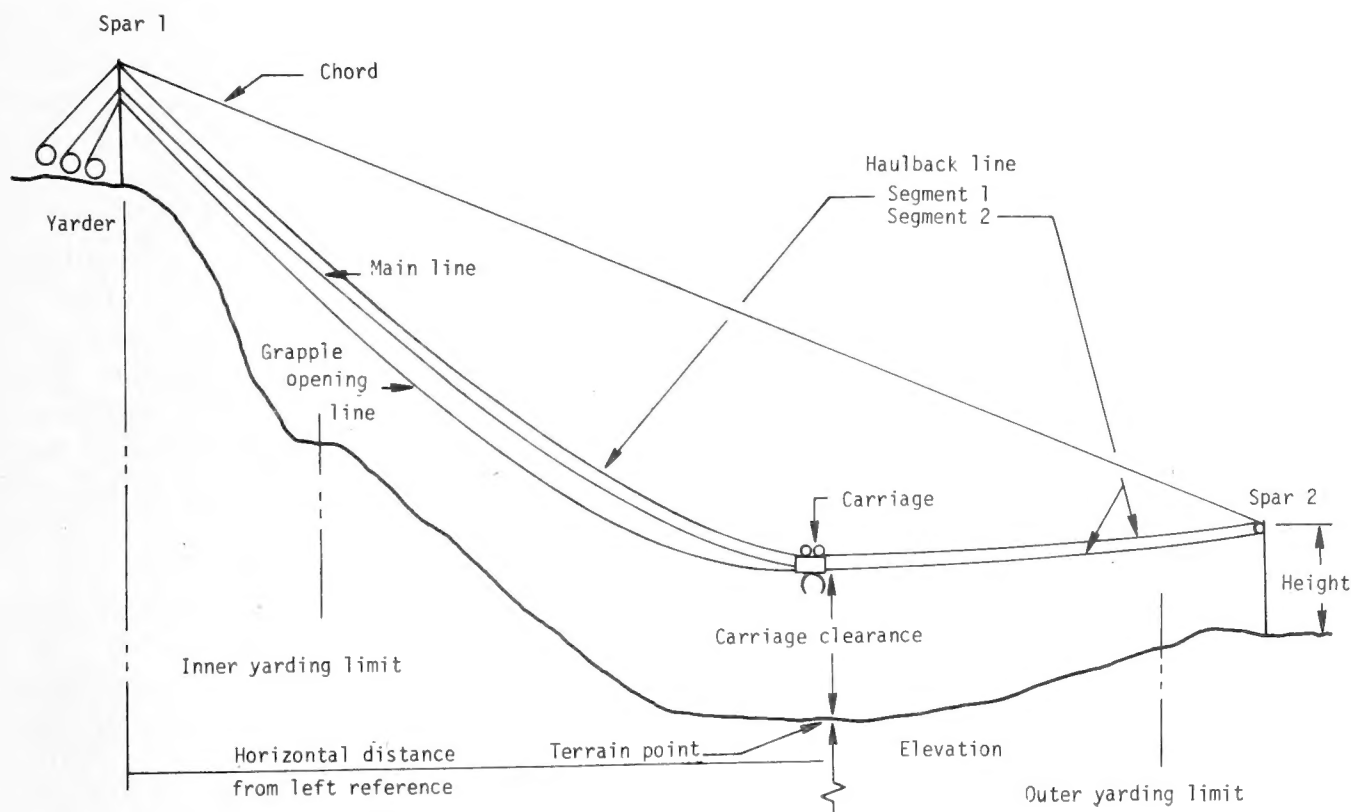 Spar 1
Chord
Haulback line
Segment 1
Segment 2
Yarder
Main line
Grapple
opening
line
Carriage
Spar 2
Height
Carriage clearance
Inner yarding limit
Horizontal distance
from left reference
Terrain point
Elevation
Outer yarding limit